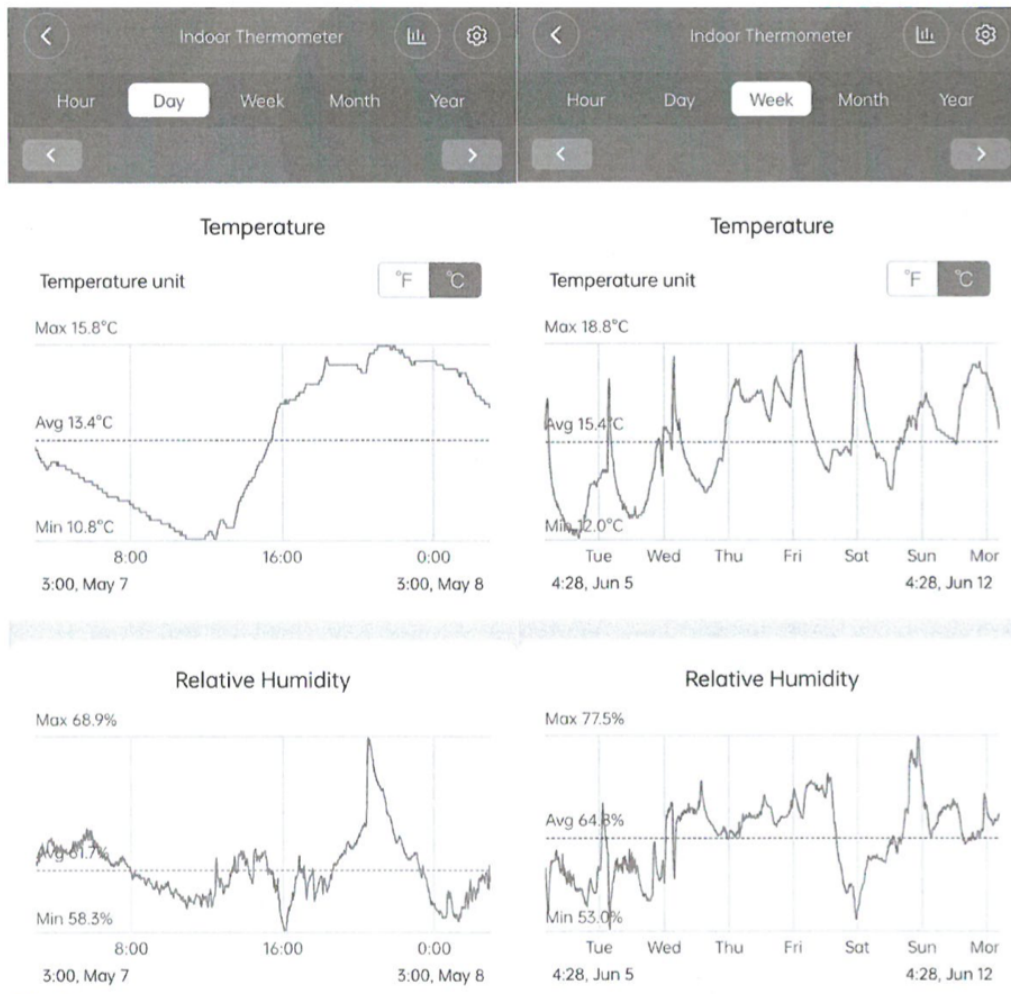 Indoor Thermometer
Hour Day Week Month Year
Temperature
Temperature unit °F °C
Max 15.8°C
Avg 13.4°C
Min 10.8°C
8:00 16:00 0:00
3:00, May 7 3:00, May 8
Relative Humidity
Max 68.9%
Avg 61.7%
Min 58.3%
8:00 16:00 0:00
3:00, May 7 3:00, May 8
Indoor Thermometer
Hour Day Week Month Year
Temperature
Temperature unit °F °C
Max 18.8°C
Avg 15.4°C
Min 12.0°C
Tue Wed Thu Fri Sat Sun Mor
4:28, Jun 5 4:28, Jun 12
Relative Humidity
Max 77.5%
Avg 64.8%
Min 53.0%
Tue Wed Thu Fri Sat Sun Mor
4:28, Jun 5 4:28, Jun 12